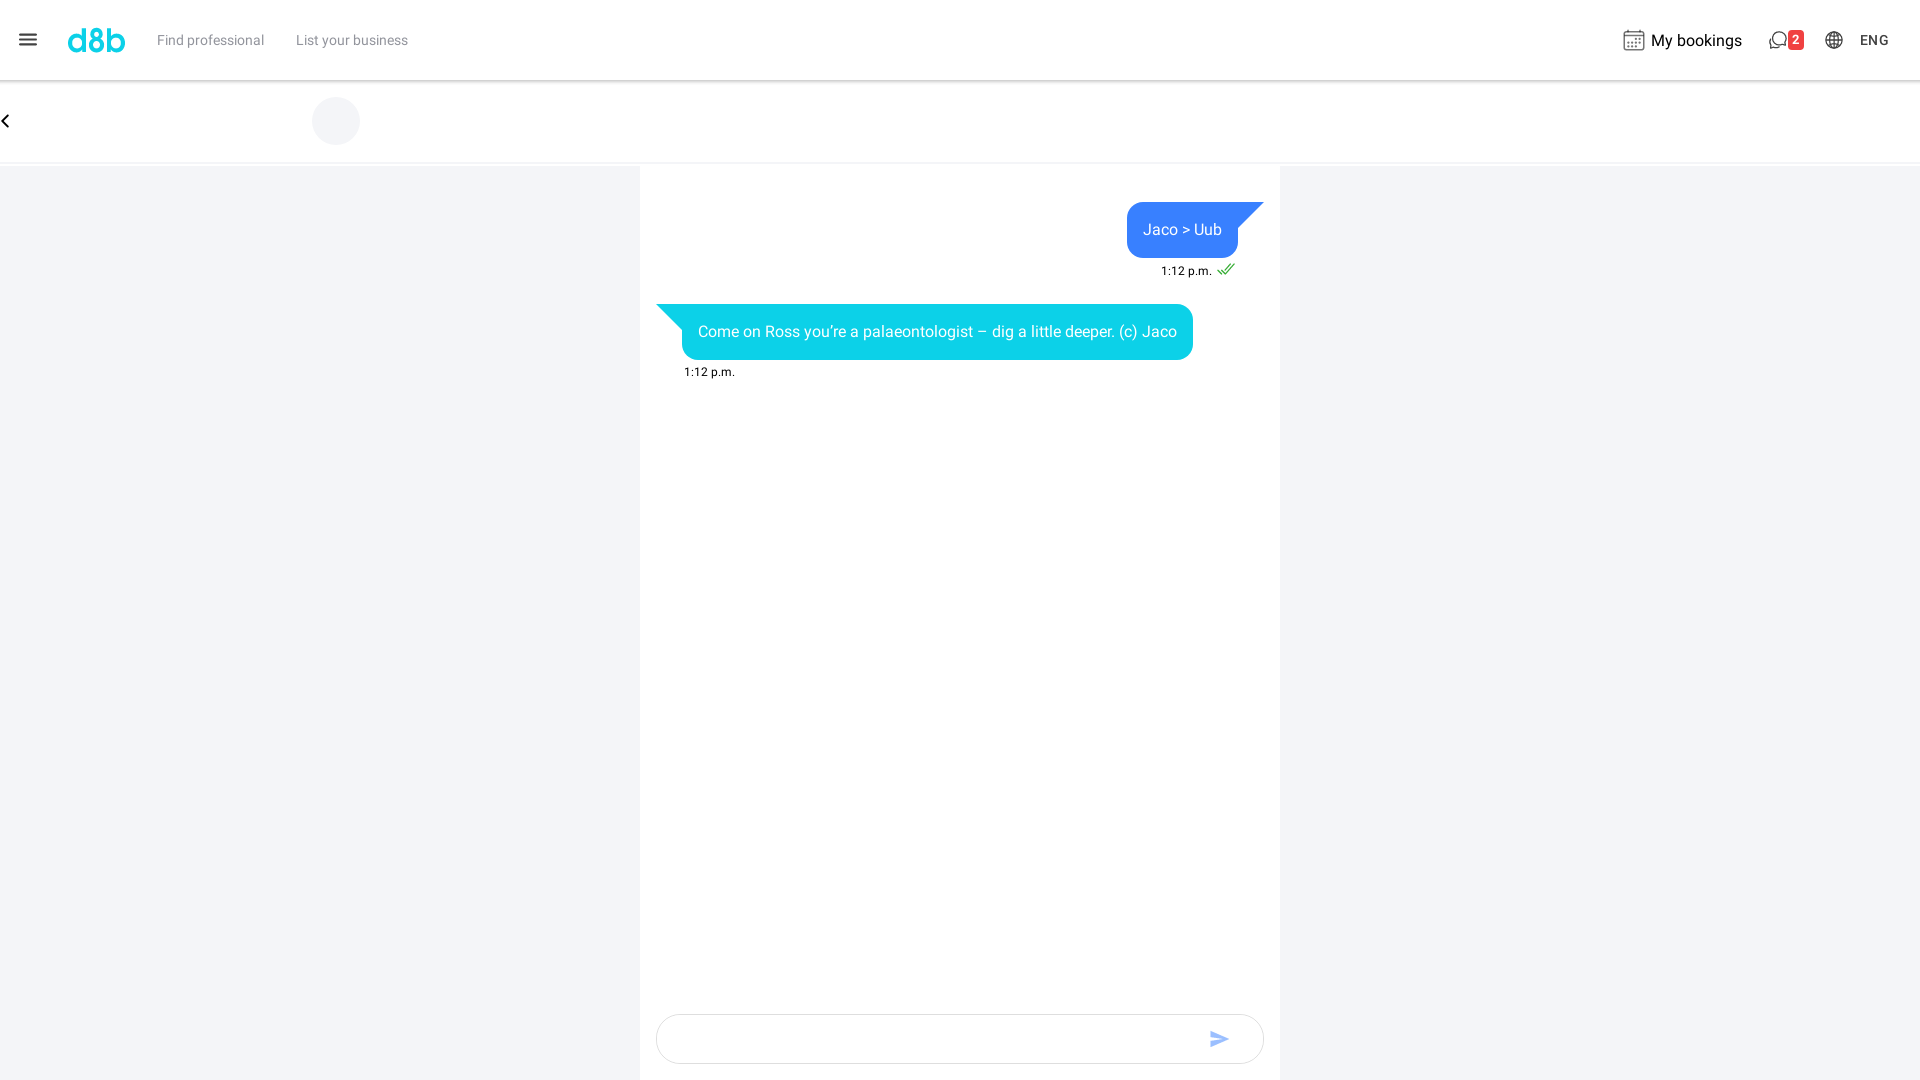 d8b
Find professional
List your business
My bookings
2
ENG
Jaco > Uub
1:12 p.m.
Come on Ross you’re a palaeontologist – dig a little deeper. (c) Jaco
1:12 p.m.